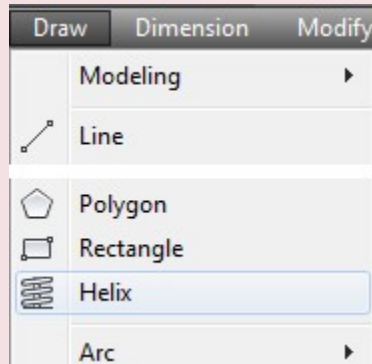 Draw Dimension Modify
Modeling
Line
Polygon
Rectangle
Helix
Arc